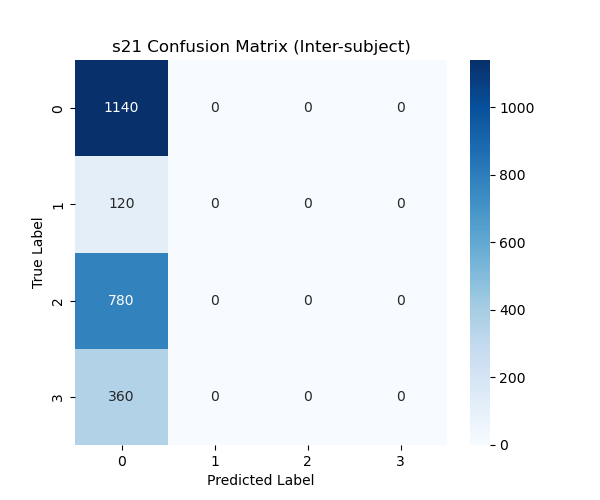 s21 Confusion Matrix (Inter-subject)
0 1140 0 0 0
1 120 0 0 0
2 780 0 0 0
3 360 0 0 0
0 1 2 3
Predicted Label
True Label
1000
800
600
400
200
0